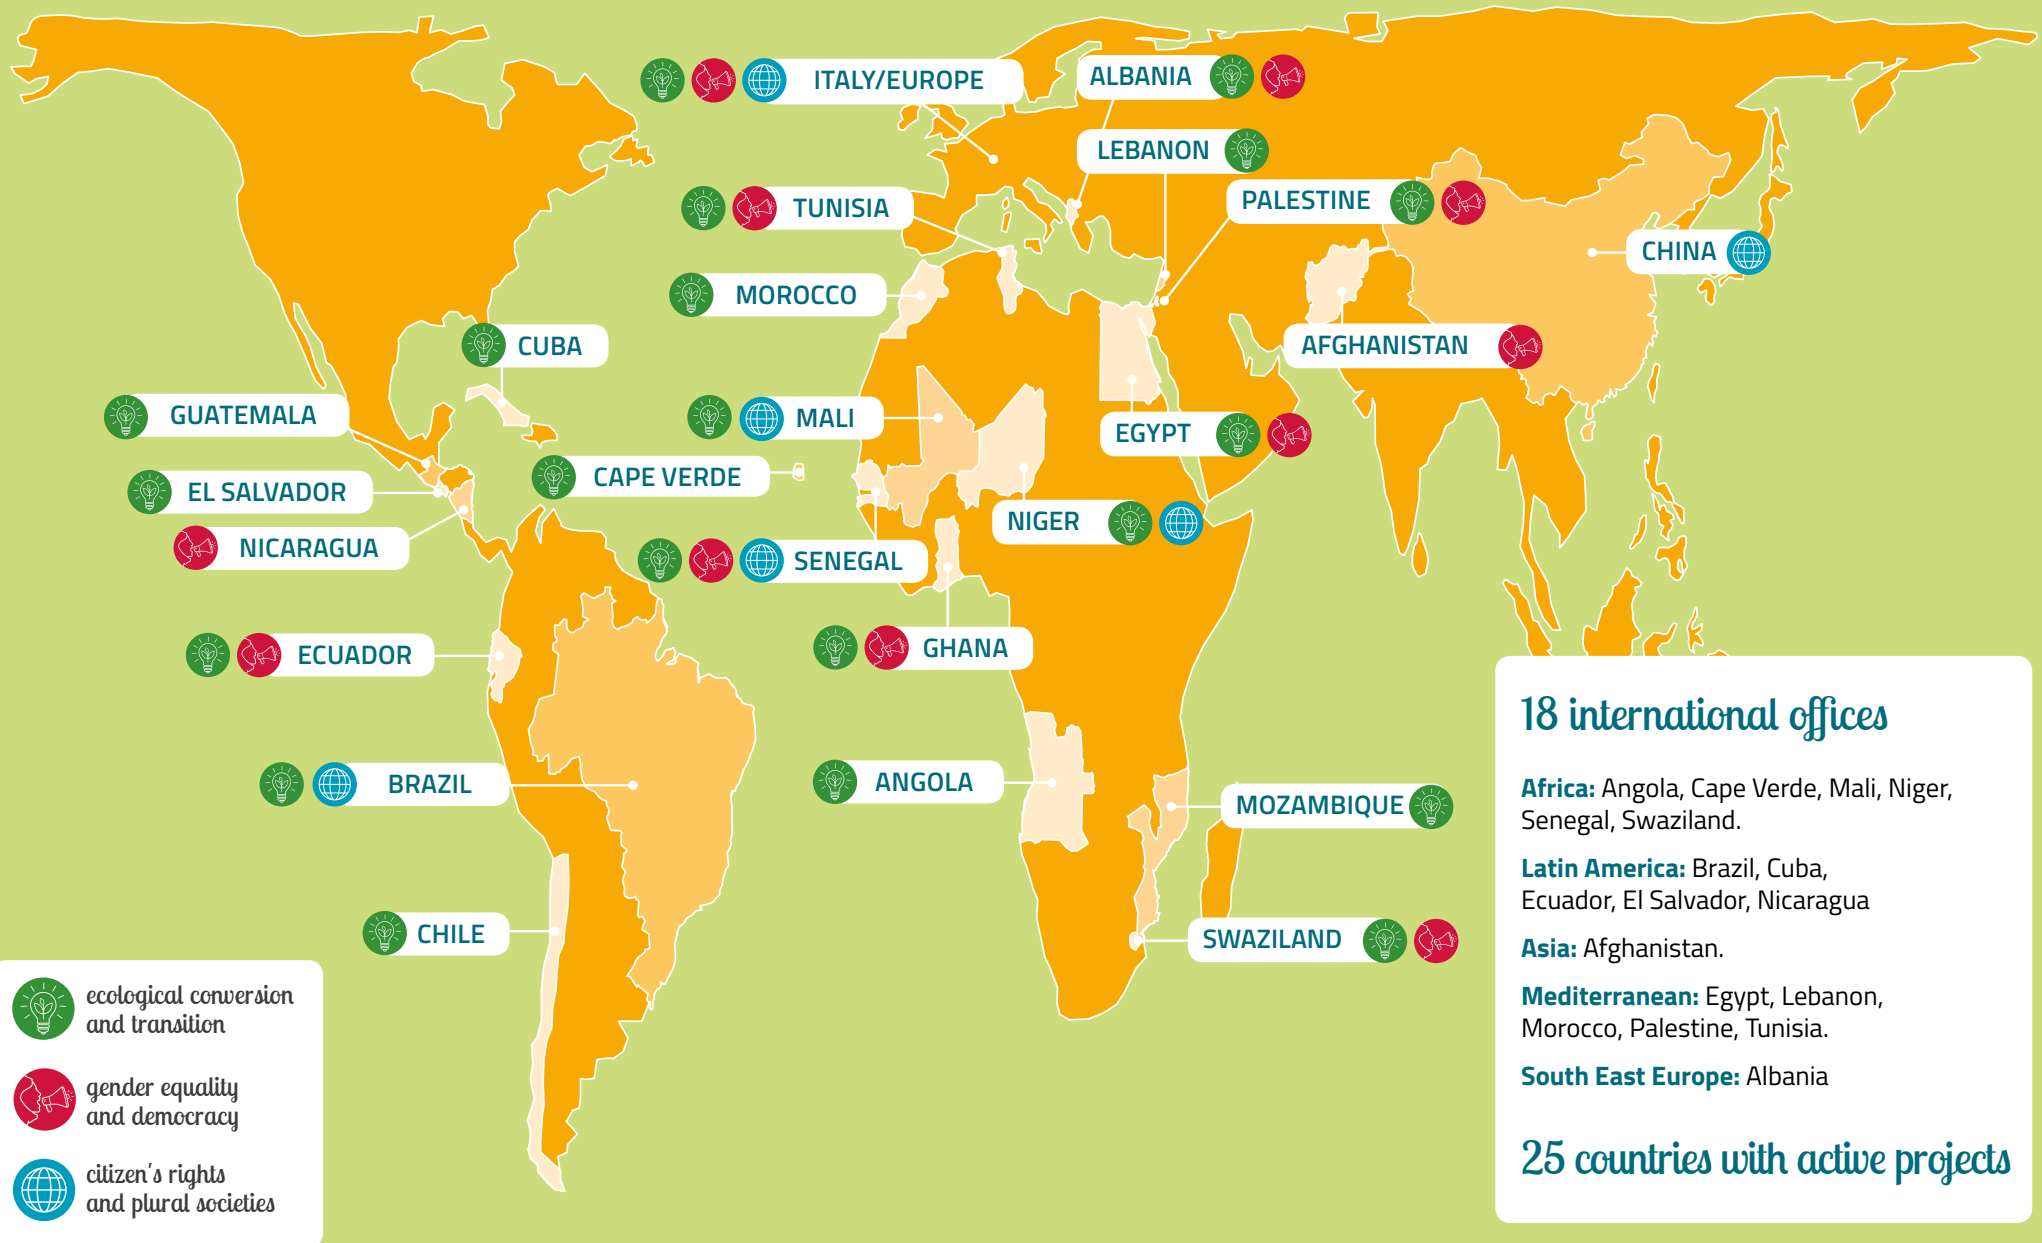 ITALY/EUROPE
ALBANIA
LEBANON
TUNISIA
PALESTINE
CHINA
MOROCCO
CUBA
AFGHANISTAN
GUATEMALA
MALI
EGYPT
CAPE VERDE
EL SALVADOR
NIGER
NICARAGUA
SENEGAL
ECUADOR
GHANA
BRAZIL
ANGOLA
MOZAMBIQUE
CHILE
SWAZILAND
ecological conversion
and transition
gender equality
and democracy
citizen's rights
and plural societies
18 international offices
Africa: Angola, Cape Verde, Mali, Niger,
Senegal, Swaziland.
Latin America: Brazil, Cuba,
Ecuador, El Salvador, Nicaragua
Asia: Afghanistan.
Mediterranean: Egypt, Lebanon,
Morocco, Palestine, Tunisia.
South East Europe: Albania
25 countries with active projects